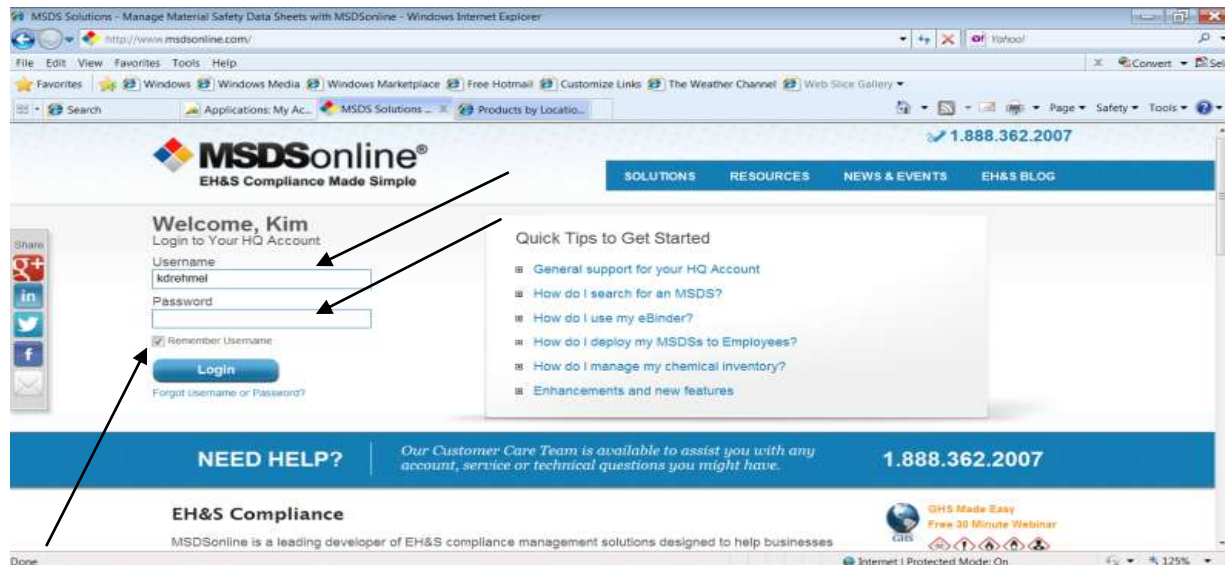 MSDS Solutions - Manage Material Safety Data Sheets with MSDSonline - Windows Internet Explorer
http://www.msdsonline.com/
Yahoo!
File Edit View Favorites Tools Help
Convert
Favorites Windows Windows Media Windows Marketplace Free Hotmail Customize Links The Weather Channel Web Slice Gallery
Search Applications: My Ac... MSDS Solutions ... Products by Locatio... Page Safety Tools
1.888.362.2007
MSDSonline®
EH&S Compliance Made Simple
SOLUTIONS RESOURCES NEWS & EVENTS EH&S BLOG
Share
Welcome, Kim
Login to Your HQ Account
Username
kdrehmel
Password
Remember Username
Login
Forgot Username or Password?
Quick Tips to Get Started
General support for your HQ Account
How do I search for an MSDS?
How do I use my eBinder?
How do I deploy my MSDSs to Employees?
How do I manage my chemical inventory?
Enhancements and new features
NEED HELP?
Our Customer Care Team is available to assist you with any
account, service or technical questions you might have.
1.888.362.2007
EH&S Compliance
MSDSonline is a leading developer of EH&S compliance management solutions designed to help businesses
GHS Made Easy
Free 30 Minute Webinar
GHS
Done
Internet | Protected Mode: On
125%